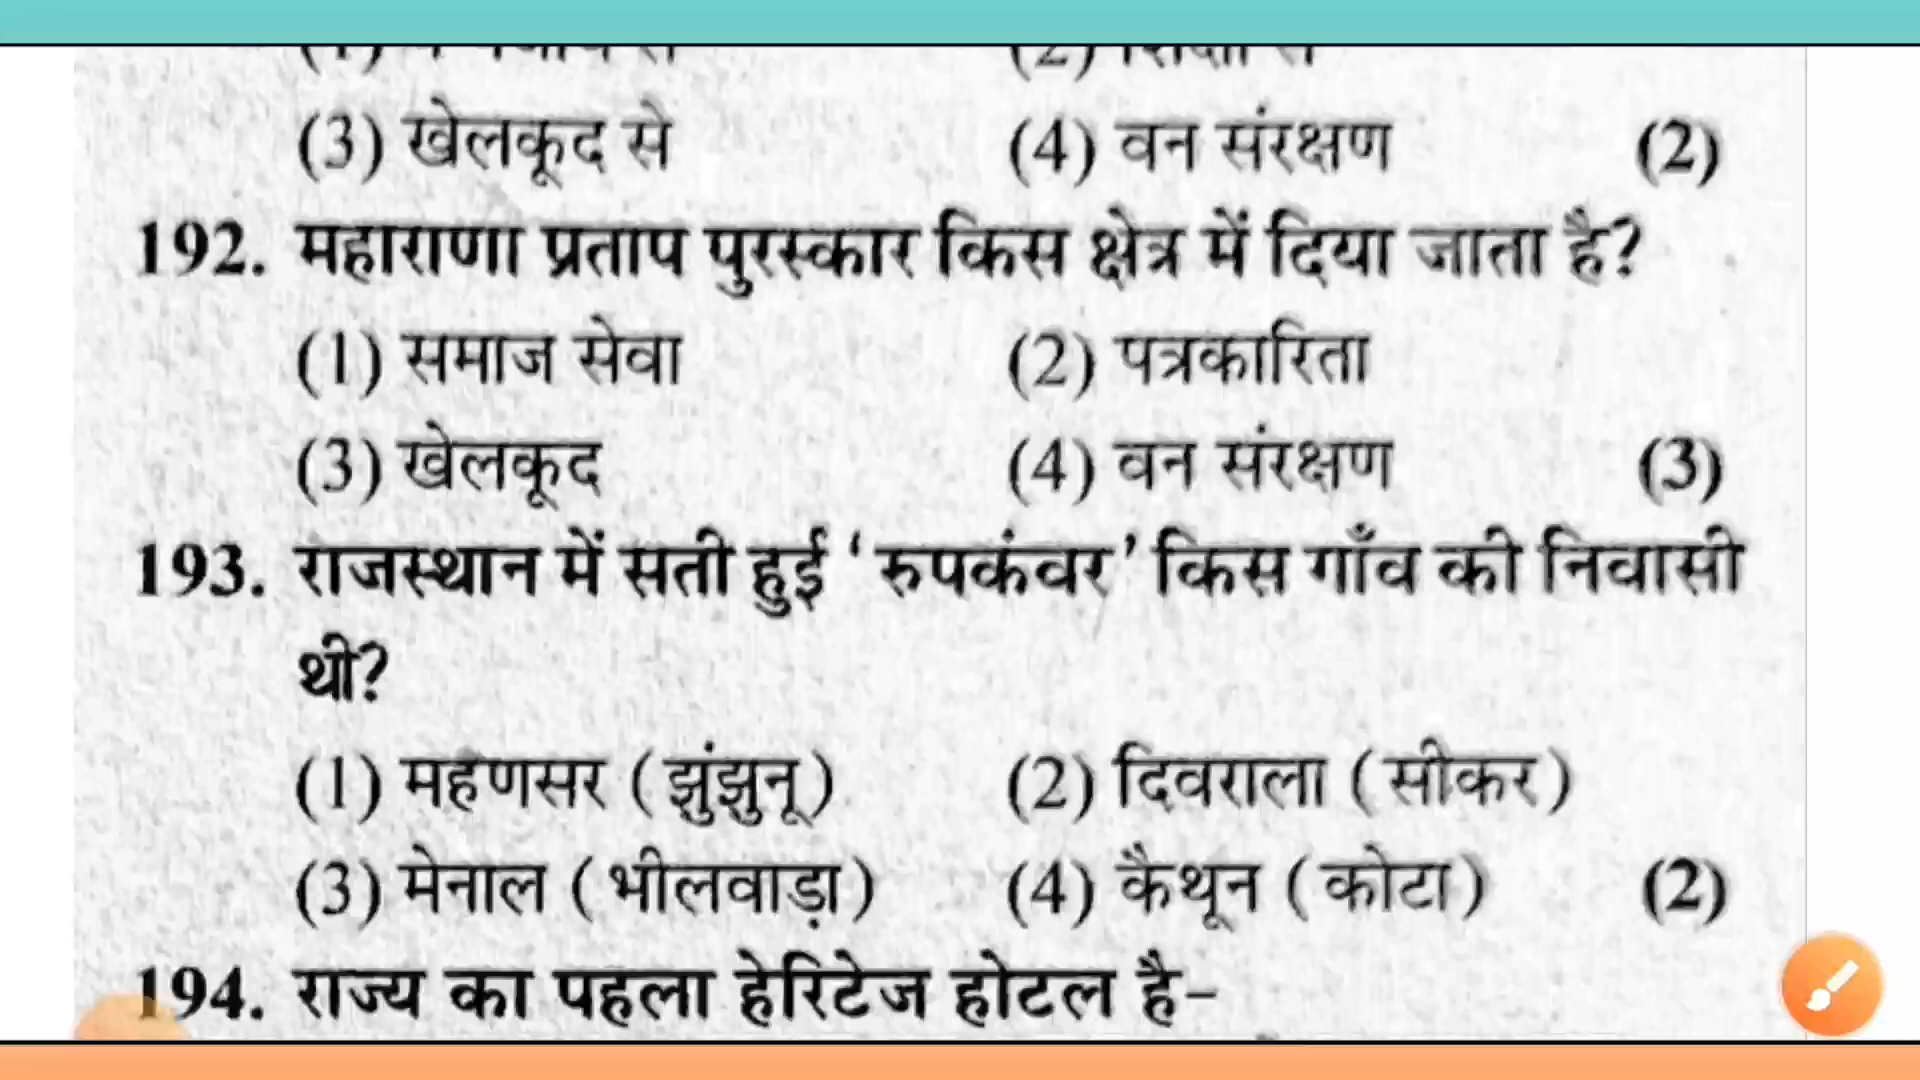 (3) खेलकूद से (4) वन संरक्षण (2)
192. महाराणा प्रताप पुरस्कार किस क्षेत्र में दिया जाता है?
(1) समाज सेवा (2) पत्रकारिता
(3) खेलकूद (4) वन संरक्षण (3)
193. राजस्थान में सती हुई ‘रुपकंवर’ किस गाँव की निवासी
थी?
(1) महणसर (झुंझुनू) (2) दिवराला (सीकर)
(3) मेनाल (भीलवाड़ा) (4) कैथून (कोटा) (2)
194. राज्य का पहला हेरिटेज होटल है-